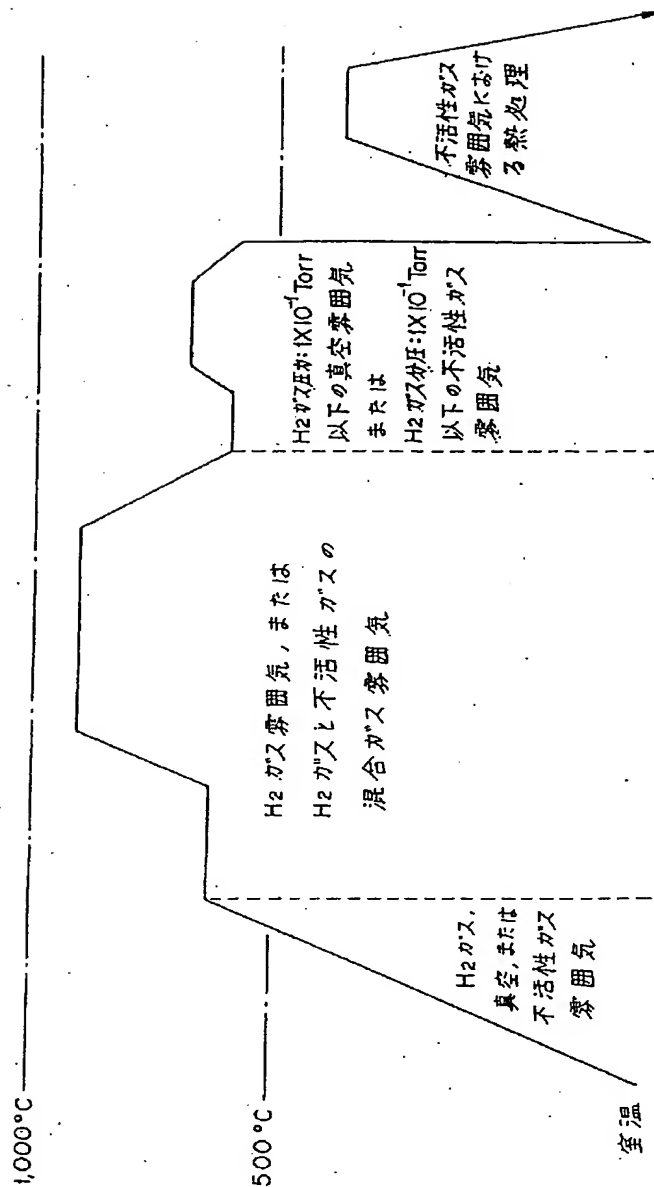 1,000°C
500°C
室温
H2ガス,
真空,または
不活性ガス
雰囲気
H2ガス雰囲気,または
H2ガスと不活性ガスの
混合ガス雰囲気
H2ガス圧力:1X10⁻¹Torr
以下の真空雰囲気
または
H2ガス分圧:1X10⁻¹Torr
以下の不活性ガス
雰囲気
不活性ガス
雰囲気におけ
る熱処理